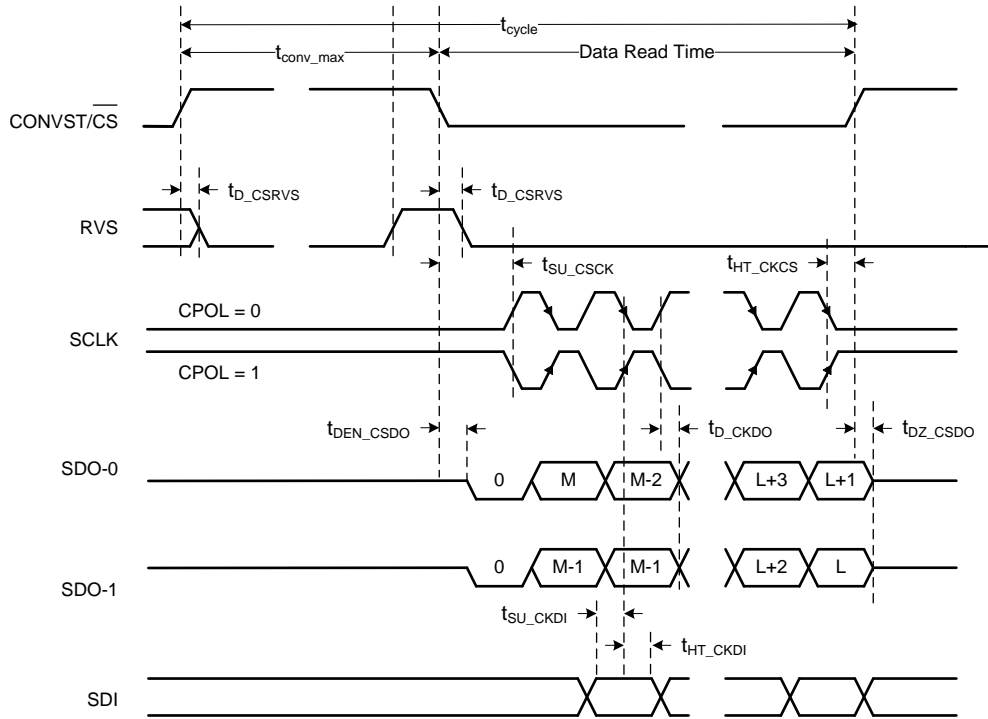 t_cycle
t_conv_max
Data Read Time
CONVST/CS
t_D_CSRVS
t_D_CSRVS
RVS
t_SU_CSCK
t_HT_CKCS
CPOL = 0
SCLK
CPOL = 1
t_DEN_CSDO
t_D_CKDO
t_DZ_CSDO
SDO-0
0 M M-2 L+3 L+1
SDO-1
0 M-1 M-1 L+2 L
t_SU_CKDI
t_HT_CKDI
SDI